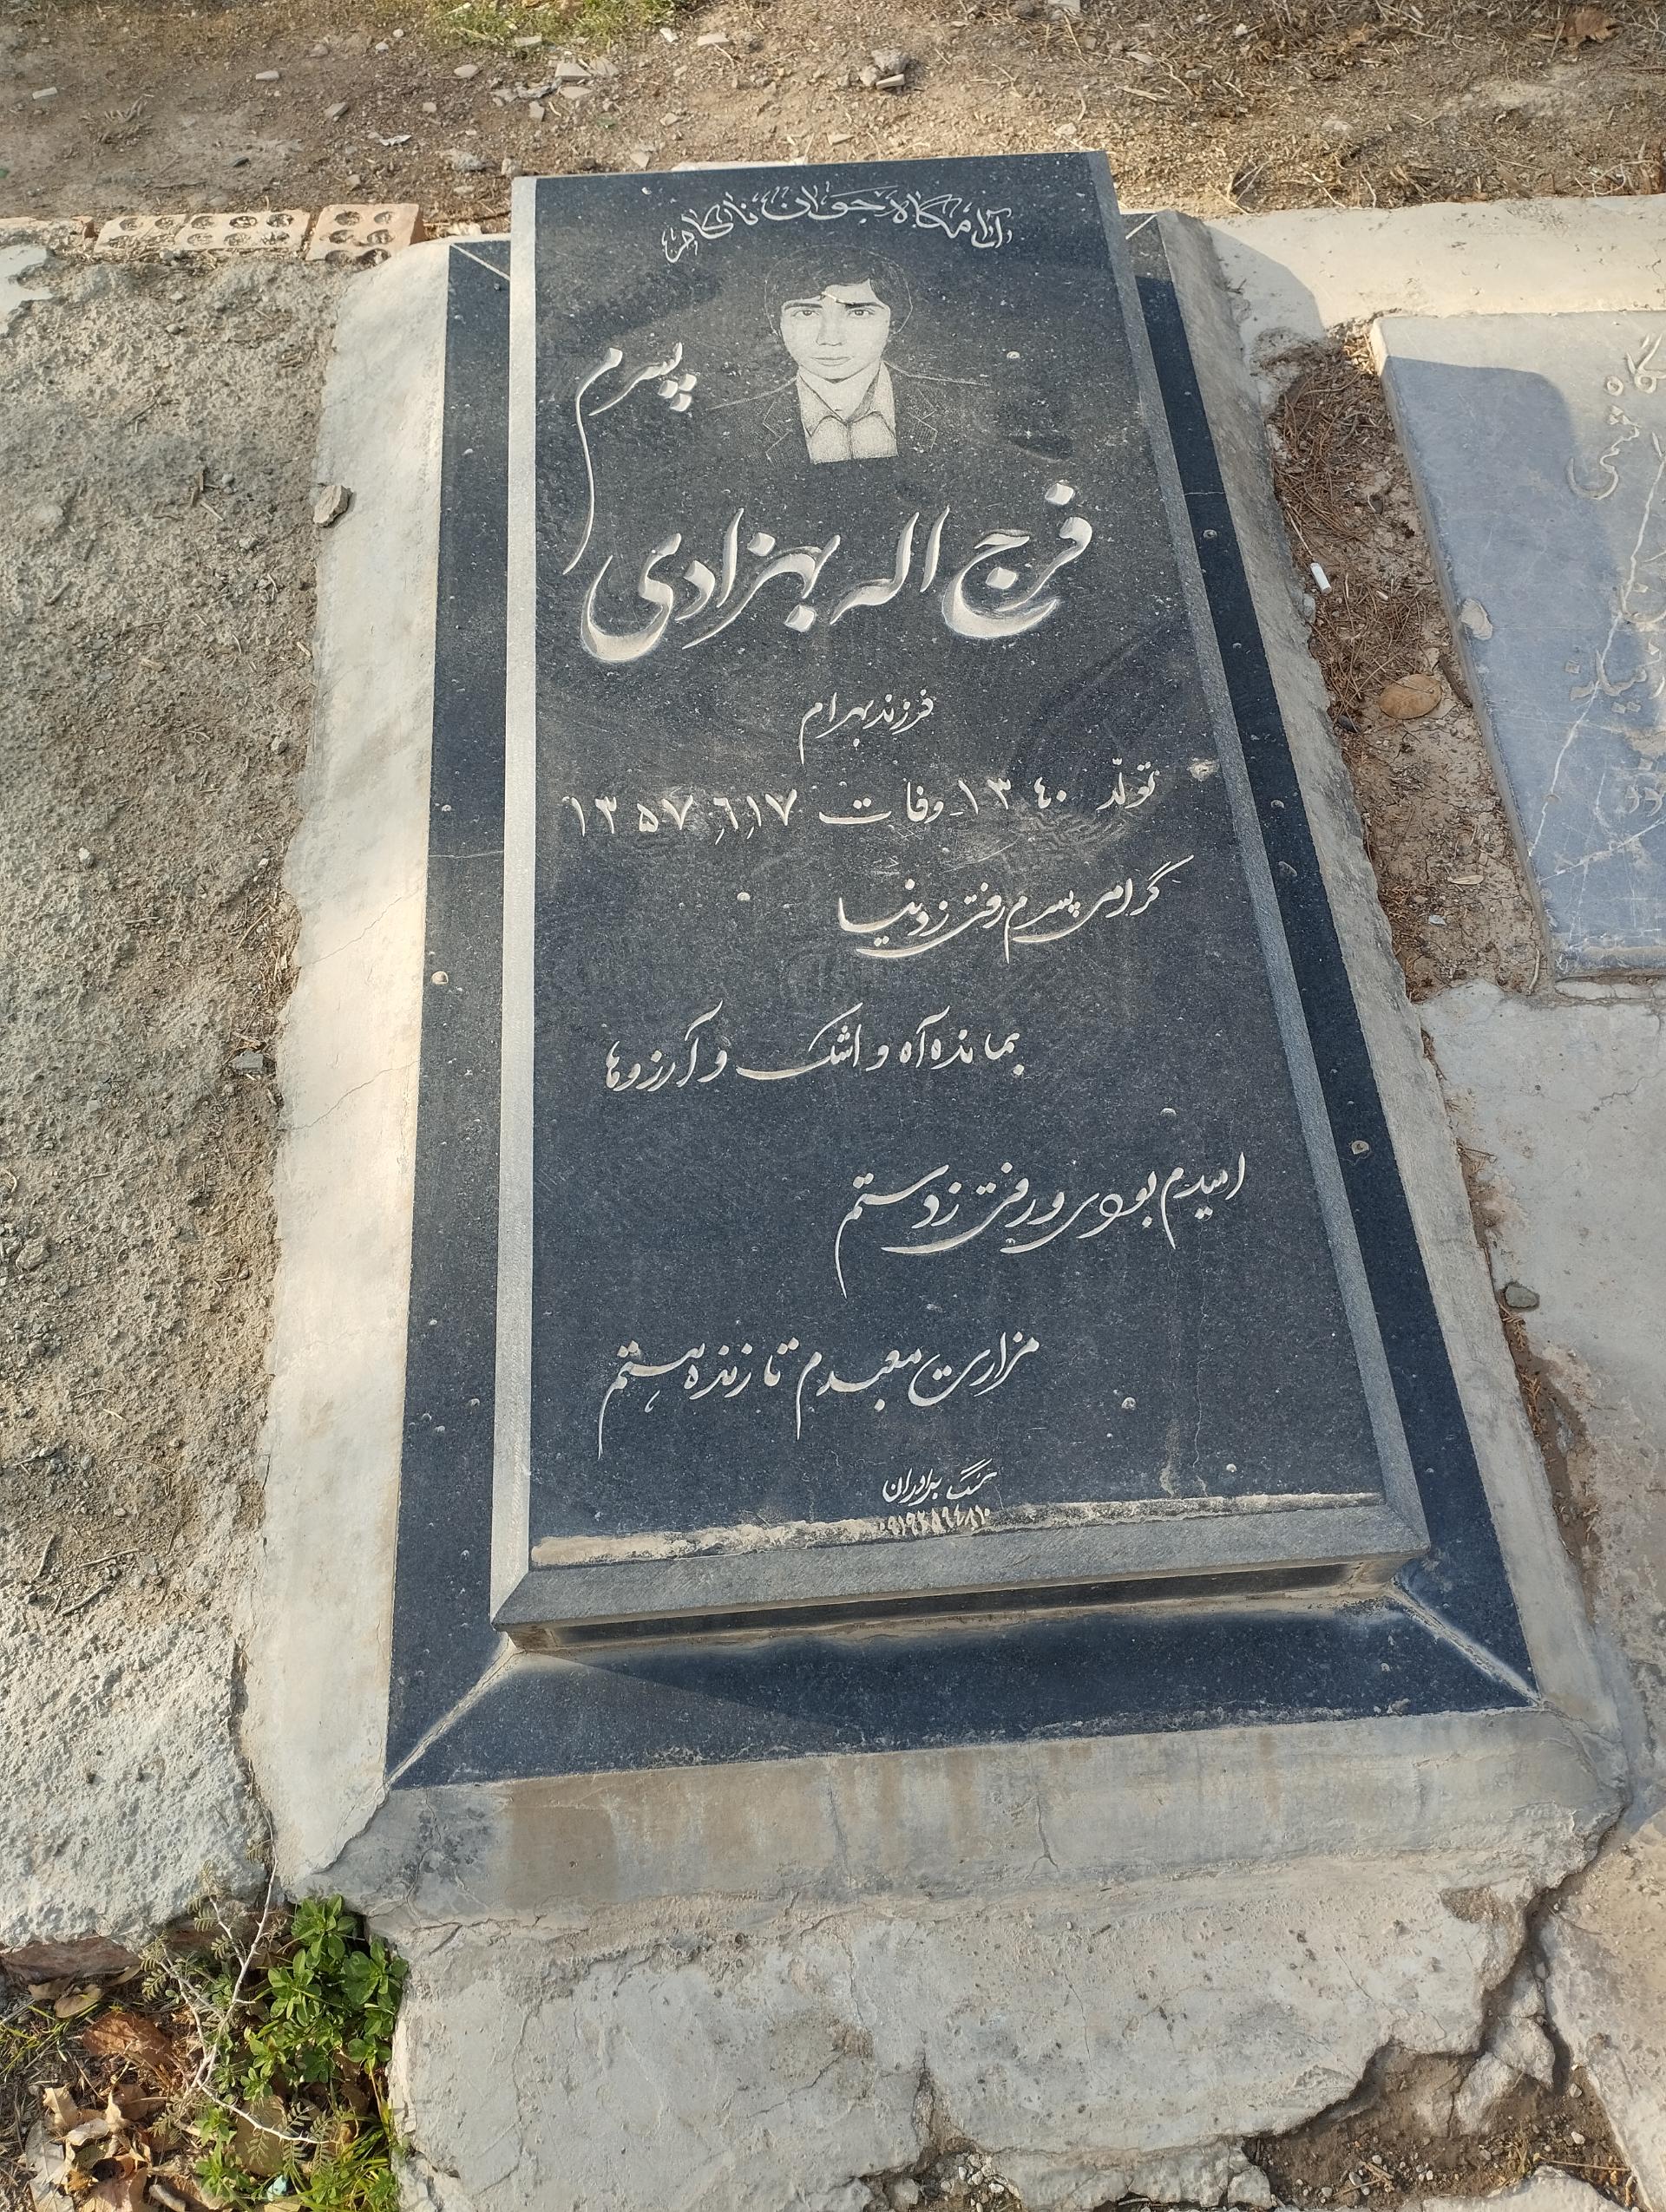 آرامگاه جوان ناکام
پسرم
فرج اله بهزادی
فرزند بهرام
تولد ۱۳۴۰ - وفات ۱۳۵۷٫۶٫۱۷
گرامی پسرم رفتی ز دنیا
بمانده آه و اشک و آرزوها
امیدم بودی و رفتی ز دستم
مزارت معبدم تا زنده هستم
سنگ برادران